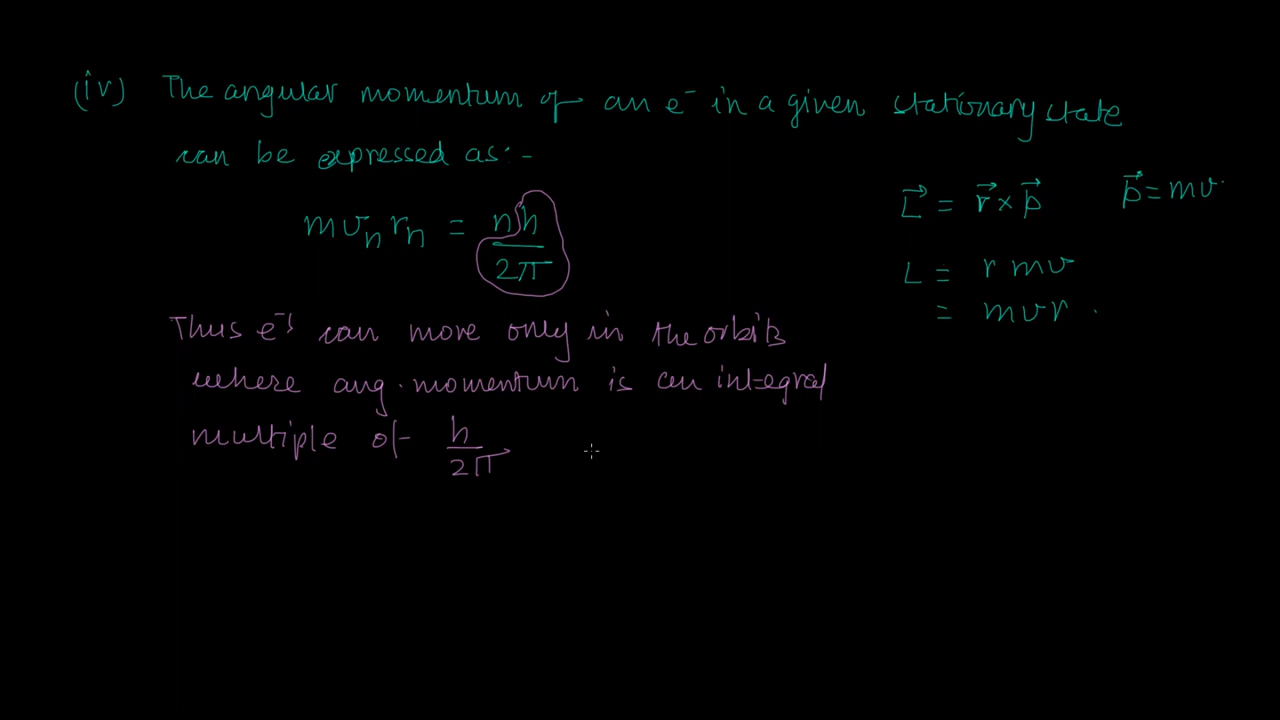 (iv) The angular momentum of an e⁻ in a given stationary state
can be expressed as:-
mvₙrₙ = nh/2π
L⃗ = r⃗ × p⃗ p⃗ = mv.
L = r mv
= mvr .
Thus e⁻s can move only in the orbits
where ang. momentum is an integral
multiple of h/2π